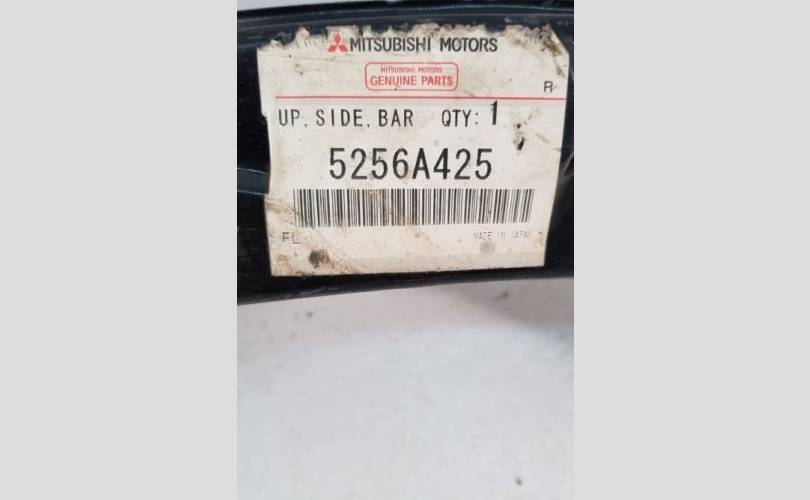 MITSUBISHI MOTORS
MITSUBISHI MOTORS
GENUINE PARTS
R
UP, SIDE, BAR QTY: 1
5256A425
FL
MADE IN JAPAN